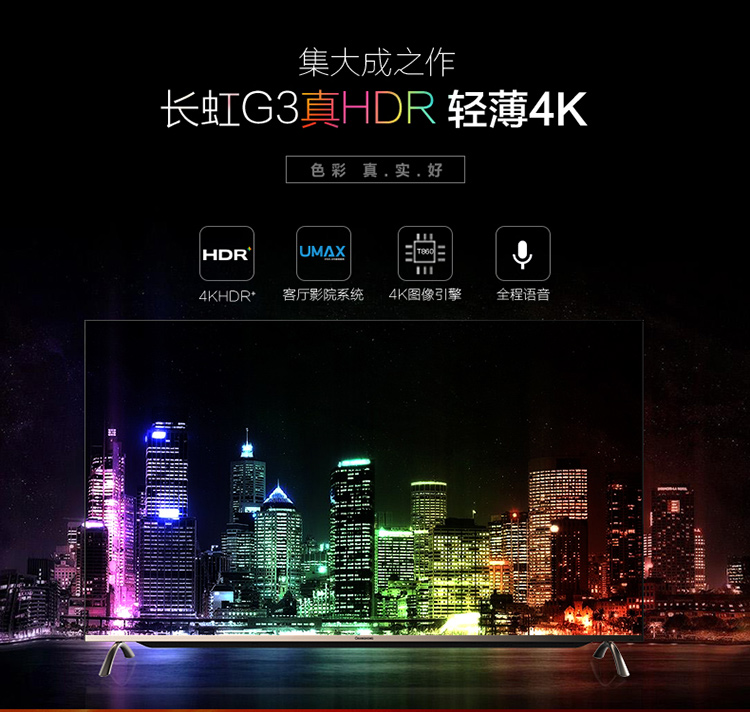 集大成之作
长虹G3真HDR 轻薄4K
色彩 真.实.好
HDR+
UMAX
T860
4KHDR+
客厅影院系统
4K图像引擎
全程语音